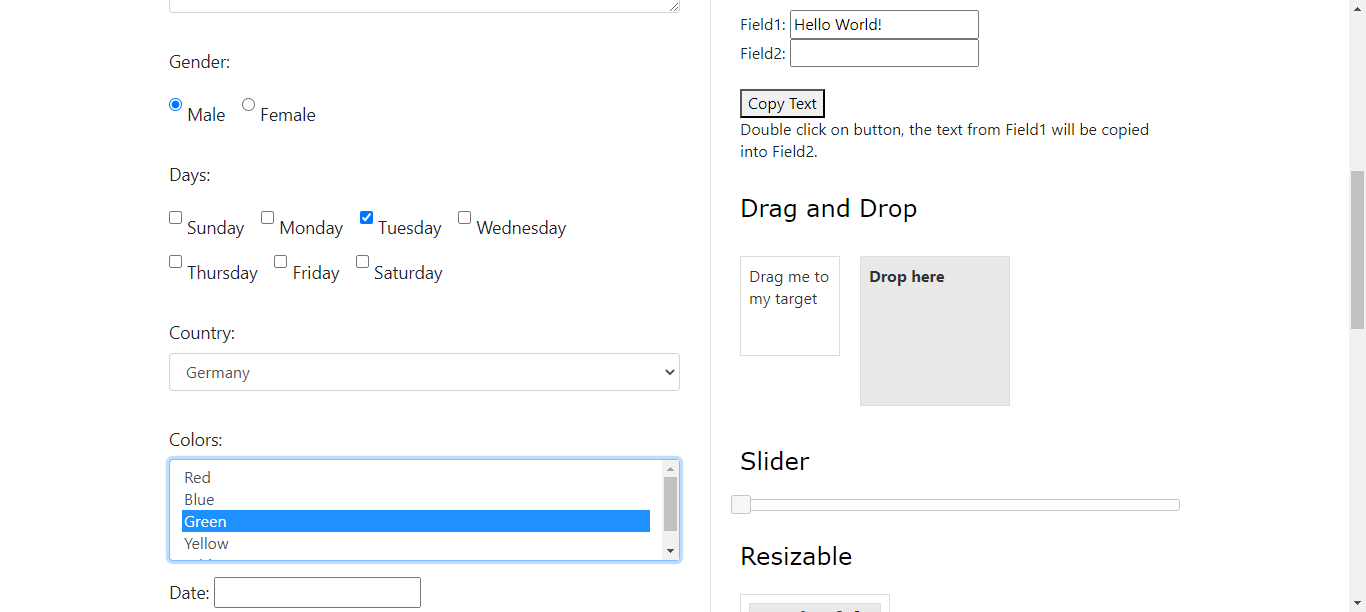 Gender:
Male Female
Days:
Sunday Monday Tuesday Wednesday
Thursday Friday Saturday
Country:
Germany
Colors:
Red
Blue
Green
Yellow
Date:
Field1: Hello World!
Field2:
Copy Text
Double click on button, the text from Field1 will be copied
into Field2.
Drag and Drop
Drag me to
my target
Drop here
Slider
Resizable